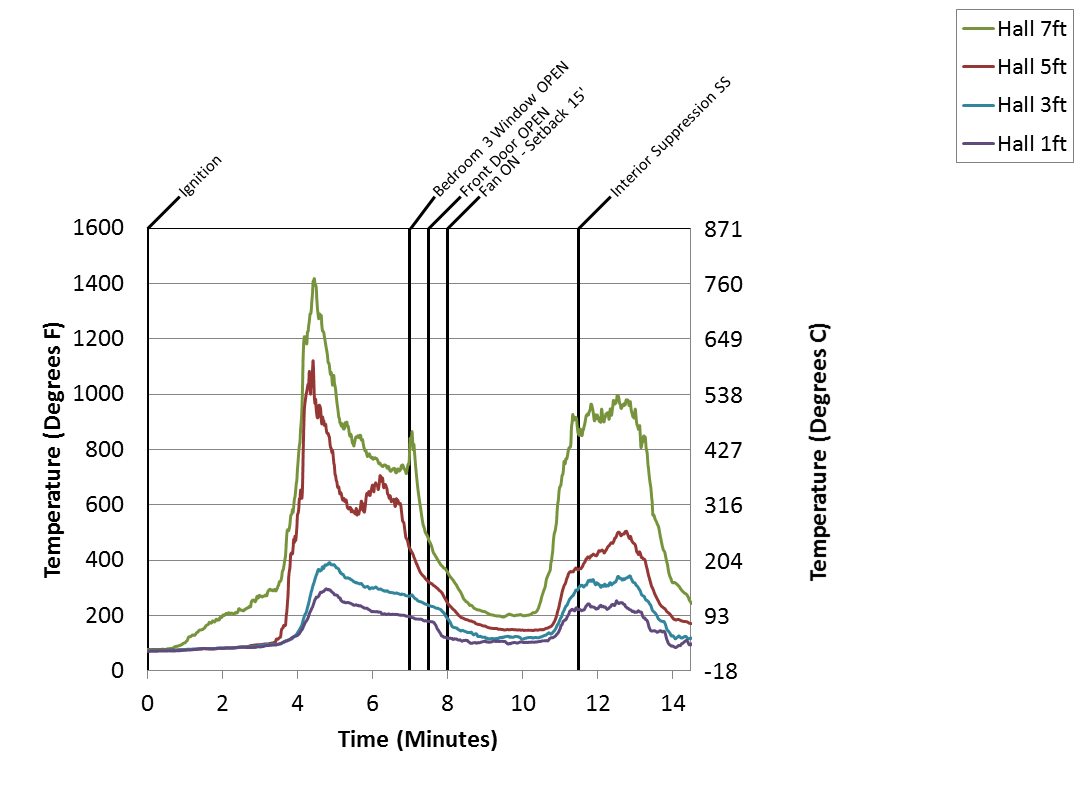 Hall 7ft
Hall 5ft
Hall 3ft
Hall 1ft
Ignition
Bedroom 3 Window OPEN
Front Door OPEN
Fan ON - Setback 15'
Interior Suppression SS
1600
1400
1200
1000
800
600
400
200
0
Temperature (Degrees F)
871
760
649
538
427
316
204
93
-18
Temperature (Degrees C)
0 2 4 6 8 10 12 14
Time (Minutes)